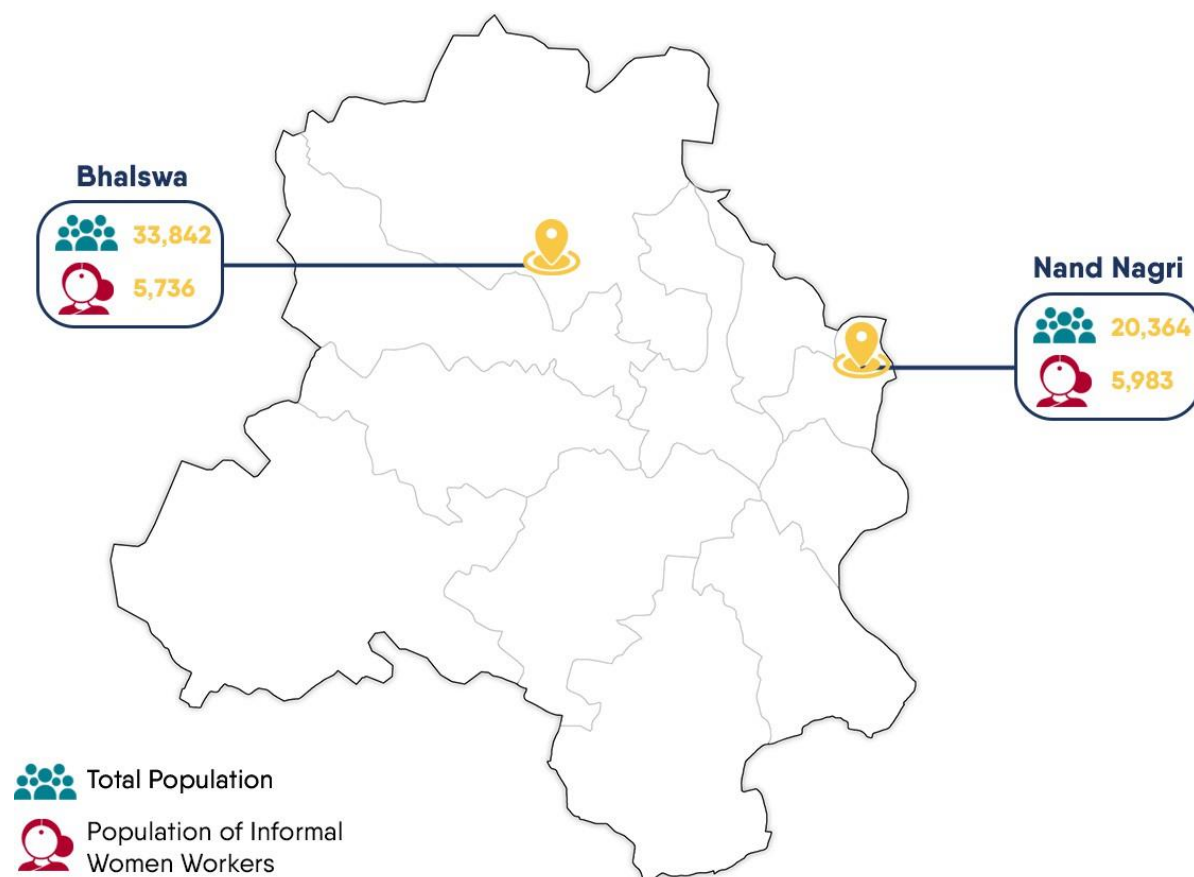 Bhalswa
33,842
5,736
Nand Nagri
20,364
5,983
Total Population
Population of Informal
Women Workers